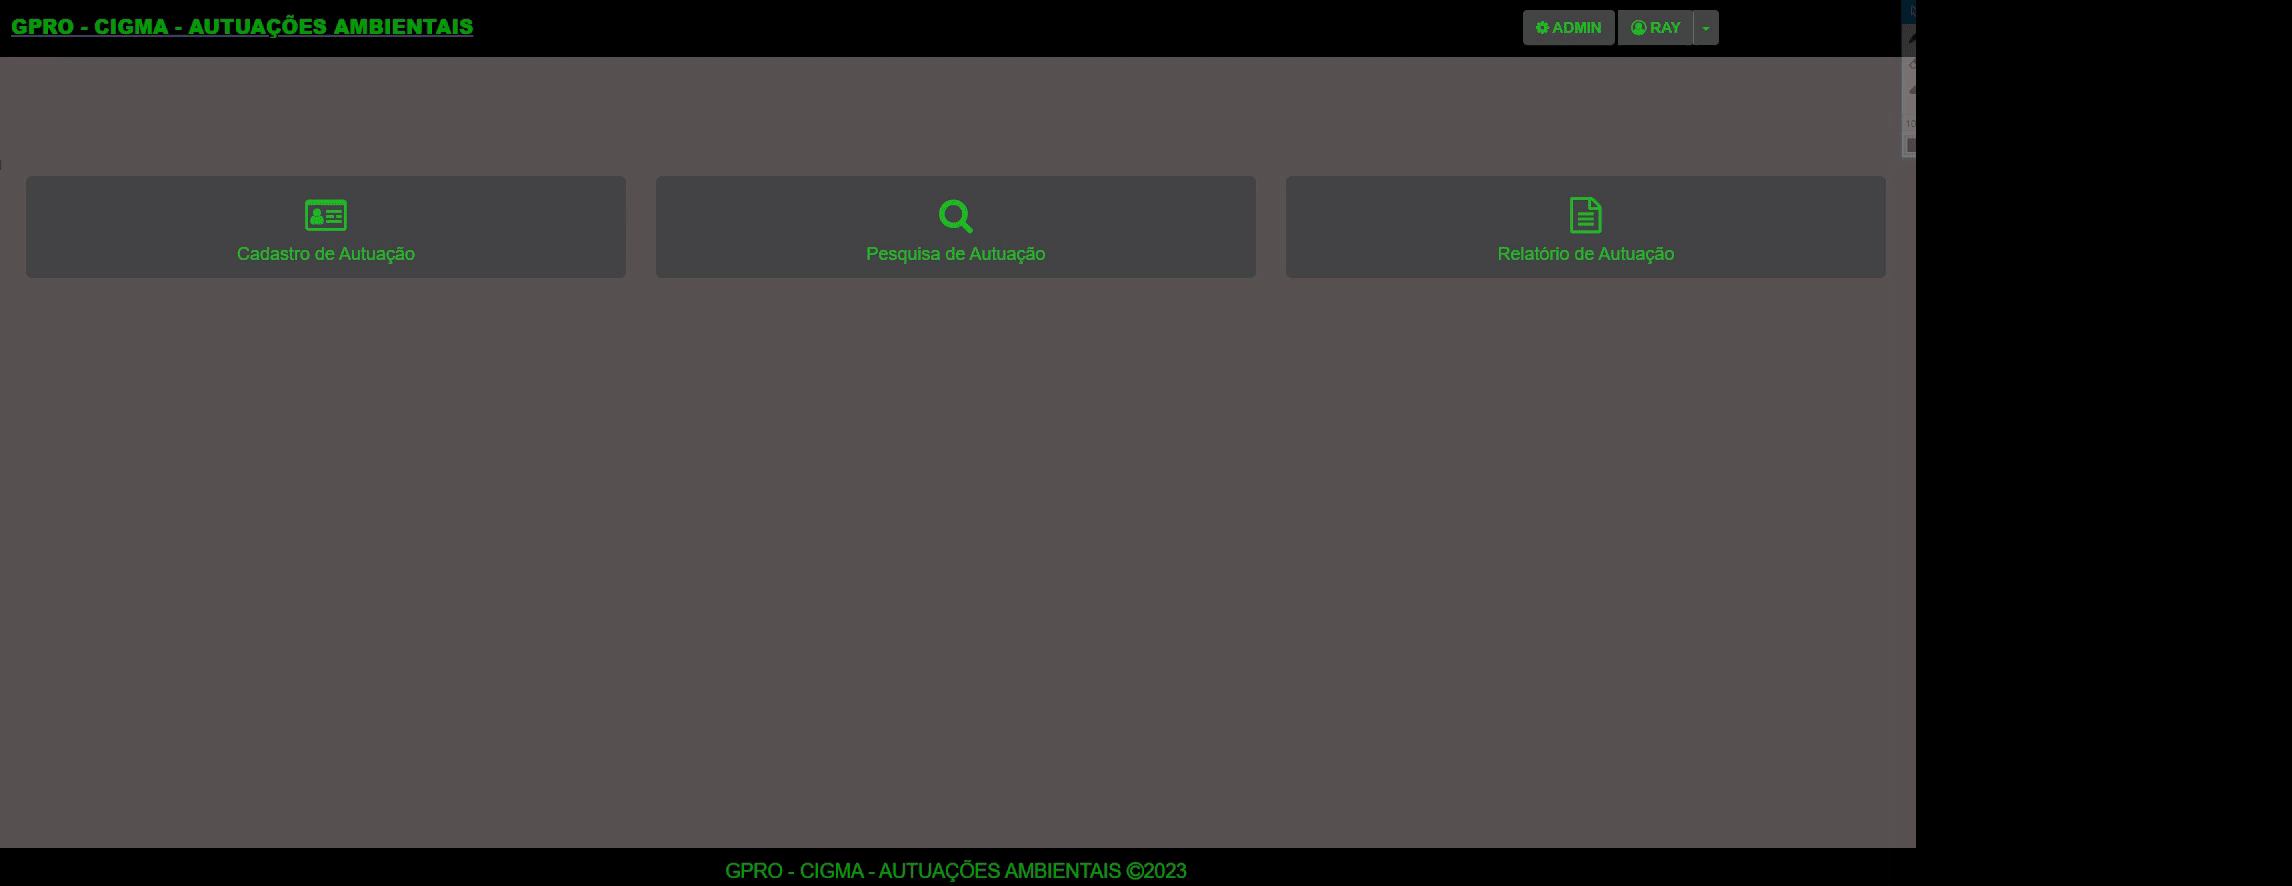 GPRO - CIGMA - AUTUAÇÕES AMBIENTAIS
ADMIN
RAY
Cadastro de Autuação
Pesquisa de Autuação
Relatório de Autuação
GPRO - CIGMA - AUTUAÇÕES AMBIENTAIS ©2023